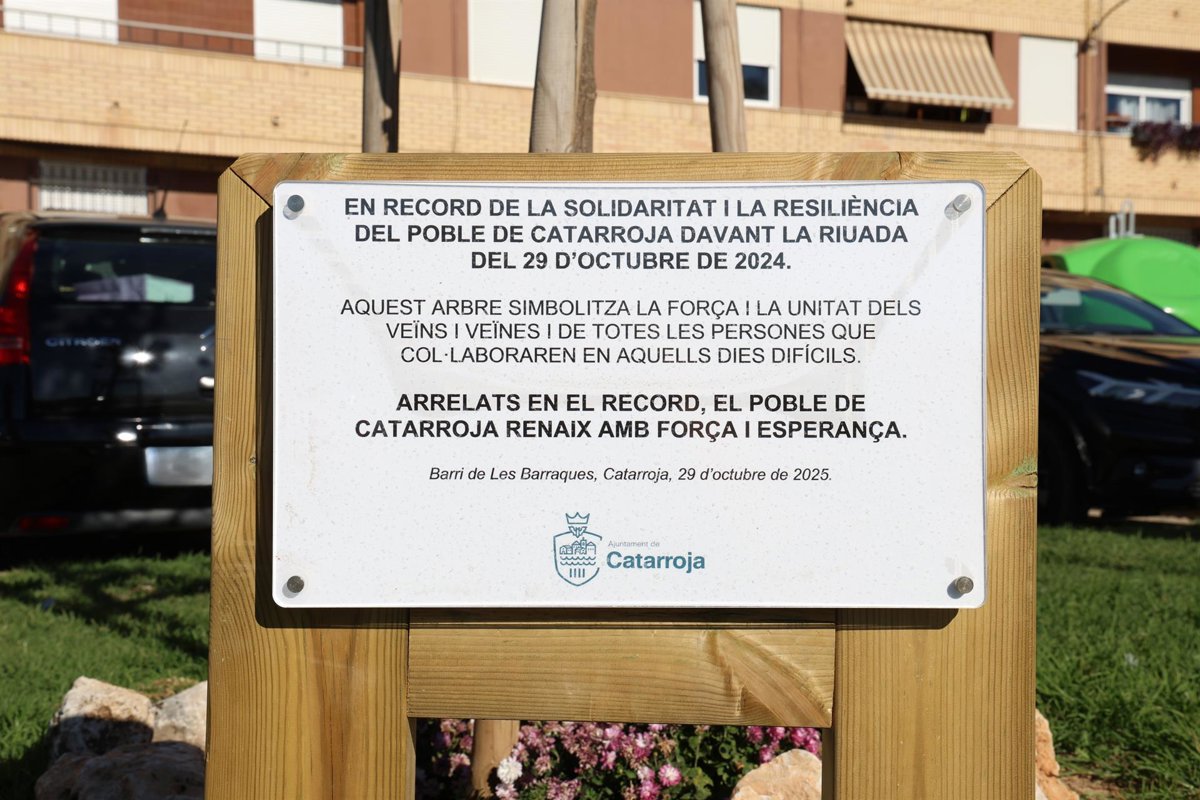 EN RECORD DE LA SOLIDARITAT I LA RESILIÈNCIA
DEL POBLE DE CATARROJA DAVANT LA RIUADA
DEL 29 D'OCTUBRE DE 2024.
AQUEST ARBRE SIMBOLITZA LA FORÇA I LA UNITAT DELS
VEÏNS I VEÏNES I DE TOTES LES PERSONES QUE
COL·LABORAREN EN AQUELLS DIES DIFÍCILS.
ARRELATS EN EL RECORD, EL POBLE DE
CATARROJA RENAIX AMB FORÇA I ESPERANÇA.
Barri de Les Barraques, Catarroja, 29 d'octubre de 2025.
Ajuntament de
Catarroja
CITROËN